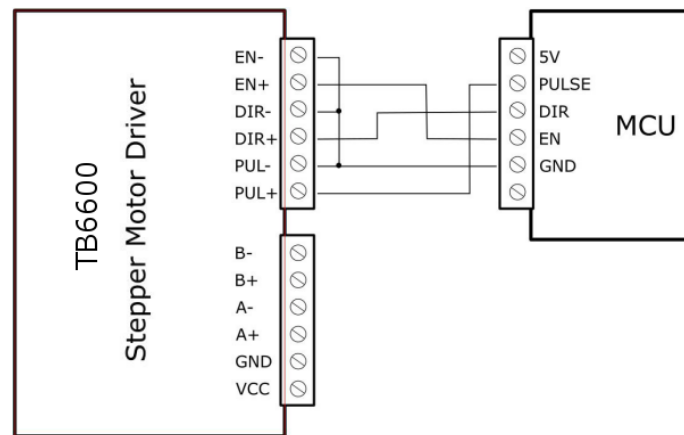 TB6600
Stepper Motor Driver
EN-
EN+
DIR-
DIR+
PUL-
PUL+
B-
B+
A-
A+
GND
VCC
5V
PULSE
DIR
EN
GND
MCU